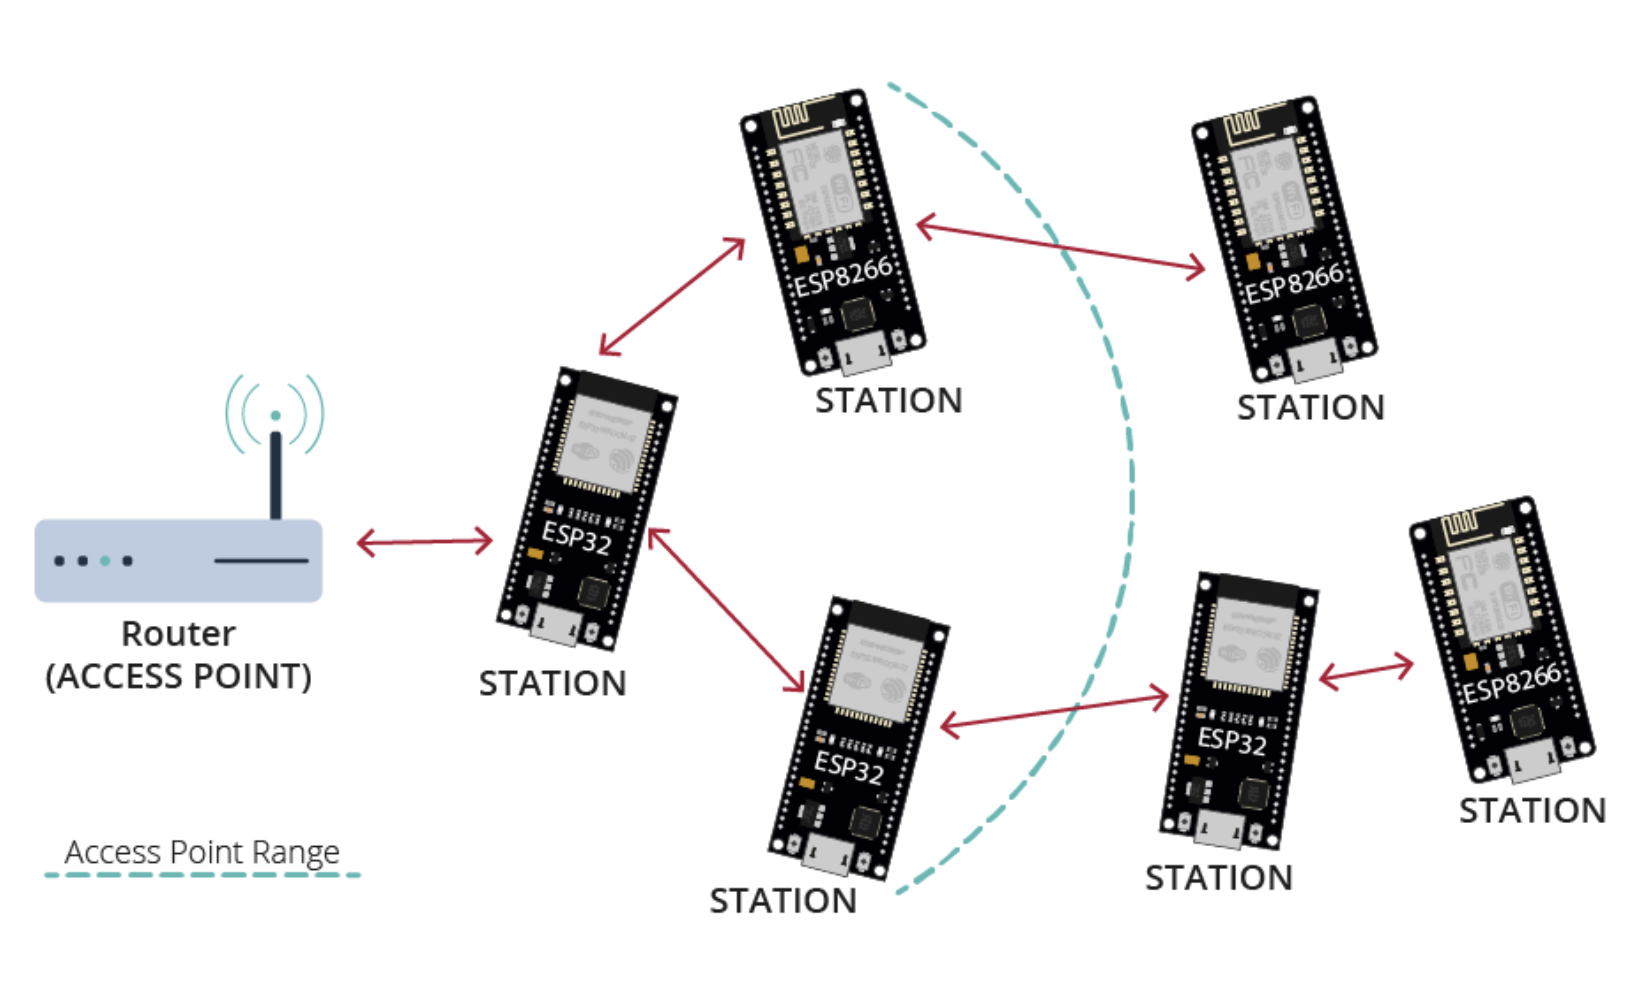 ESP8266
STATION
ESP8266
STATION
ESP32
STATION
Router
(ACCESS POINT)
ESP32
STATION
ESP32
STATION
ESP8266
STATION
Access Point Range